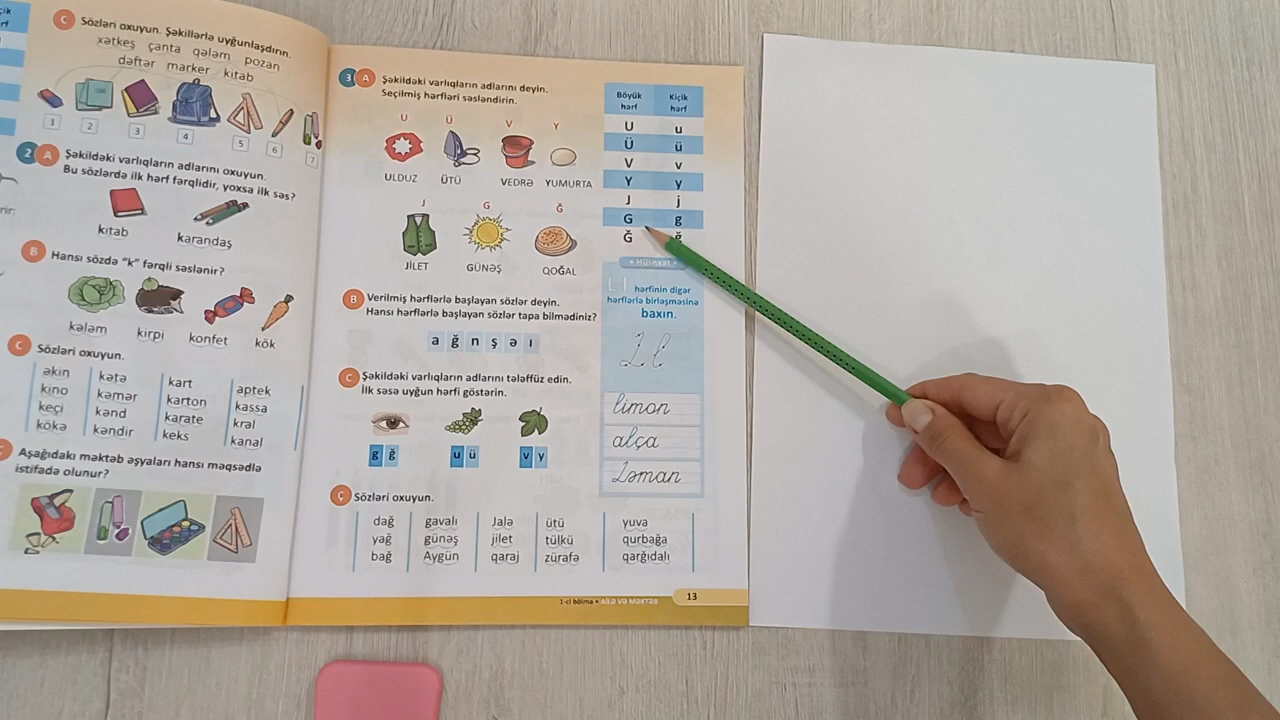 çik
rf
C Sözləri oxuyun. Şəkillərlə uyğunlaşdırın.
xətkeş çanta qələm pozan
dəftər marker kitab
1 2 3 4 5 6 7
2 A Şəkildəki varlıqların adlarını oxuyun.
Bu sözlərdə ilk hərf fərqlidir, yoxsa ilk səs?
kitab karandaş
B Hansı sözdə “k” fərqli səslənir?
kələm kirpi konfet kök
C Sözləri oxuyun.
əkin kətə kart aptek
kino kəmər karton kassa
keçi kənd karate kral
kökə kəndir keks kanal
Aşağıdakı məktəb əşyaları hansı məqsədlə
istifadə olunur?
3 A Şəkildəki varlıqların adlarını deyin.
Seçilmiş hərfləri səsləndirin.
U Ü V Y
ULDUZ ÜTÜ VEDRƏ YUMURTA
J G Ğ
JİLET GÜNƏŞ QOĞAL
B Verilmiş hərflərlə başlayan sözlər deyin.
Hansı hərflərlə başlayan sözlər tapa bilmədiniz?
a ğ n ş ə ı
C Şəkildəki varlıqların adlarını tələffüz edin.
İlk səsə uyğun hərfi göstərin.
g ğ u ü v y
Ç Sözləri oxuyun.
dağ gavalı Jalə ütü yuva
yağ günəş jilet tülkü qurbağa
bağ Aygün qaraj zürafə qarğıdalı
1-ci bölmə • AİLƏ VƏ MƏKTƏB 13
Böyük hərf Kiçik hərf
U u
Ü ü
V v
Y y
J j
G g
Ğ ğ
• Hüsnxət •
L l hərfinin digər
hərflərlə birləşməsinə
baxın.
L l
limon
alça
Ləman